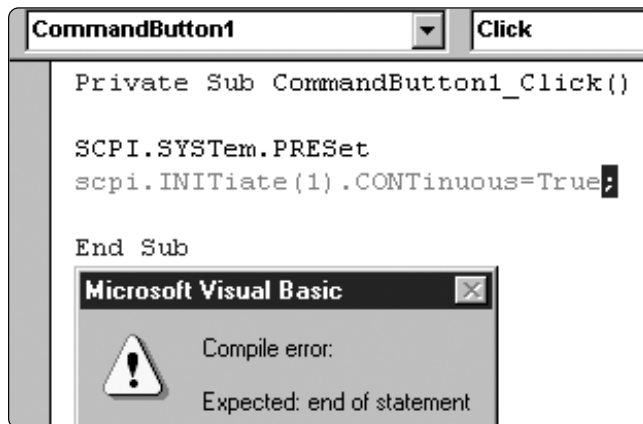 CommandButton1 Click
Private Sub CommandButton1_Click()
SCPI.SYSTem.PRESet
scpi.INITiate(1).CONTinuous=True;
End Sub
Microsoft Visual Basic
Compile error:
Expected: end of statement